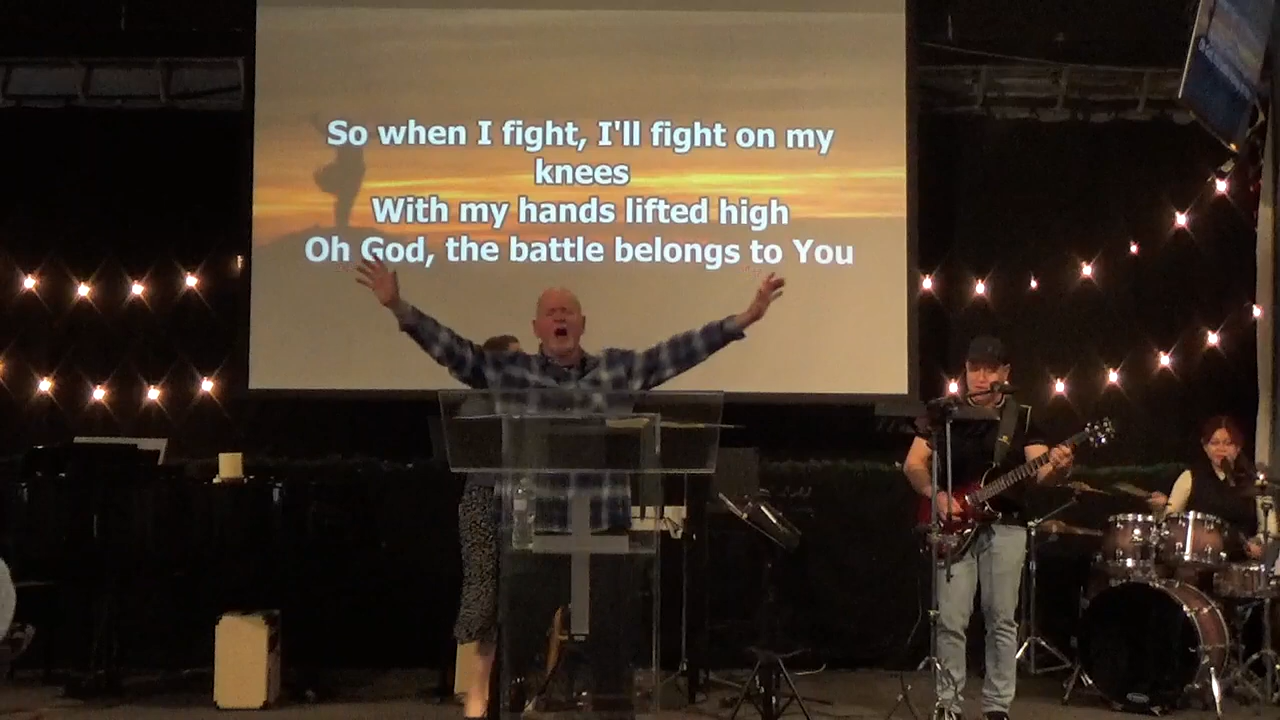 So when I fight, I'll fight on my
knees
With my hands lifted high
Oh God, the battle belongs to You